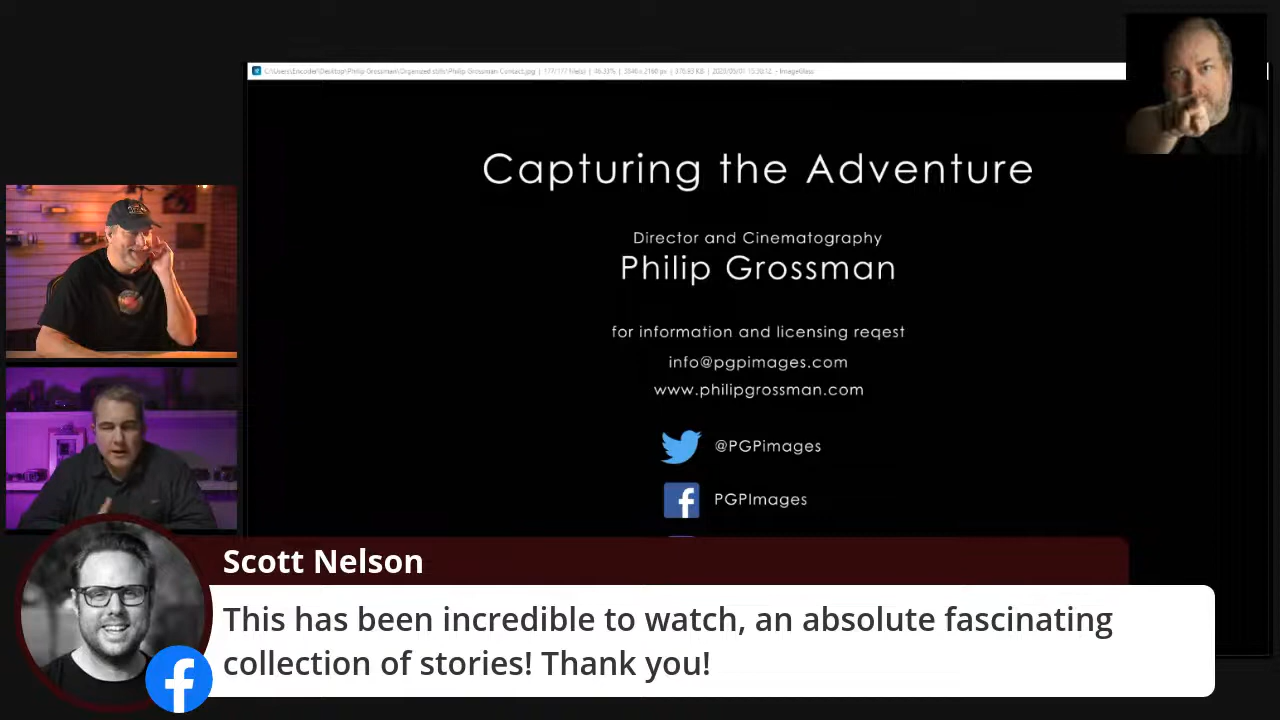 Capturing the Adventure
Director and Cinematography
Philip Grossman
for information and licensing reqest
info@pgpimages.com
www.philipgrossman.com
@PGPimages
PGPImages
Scott Nelson
This has been incredible to watch, an absolute fascinating
collection of stories! Thank you!